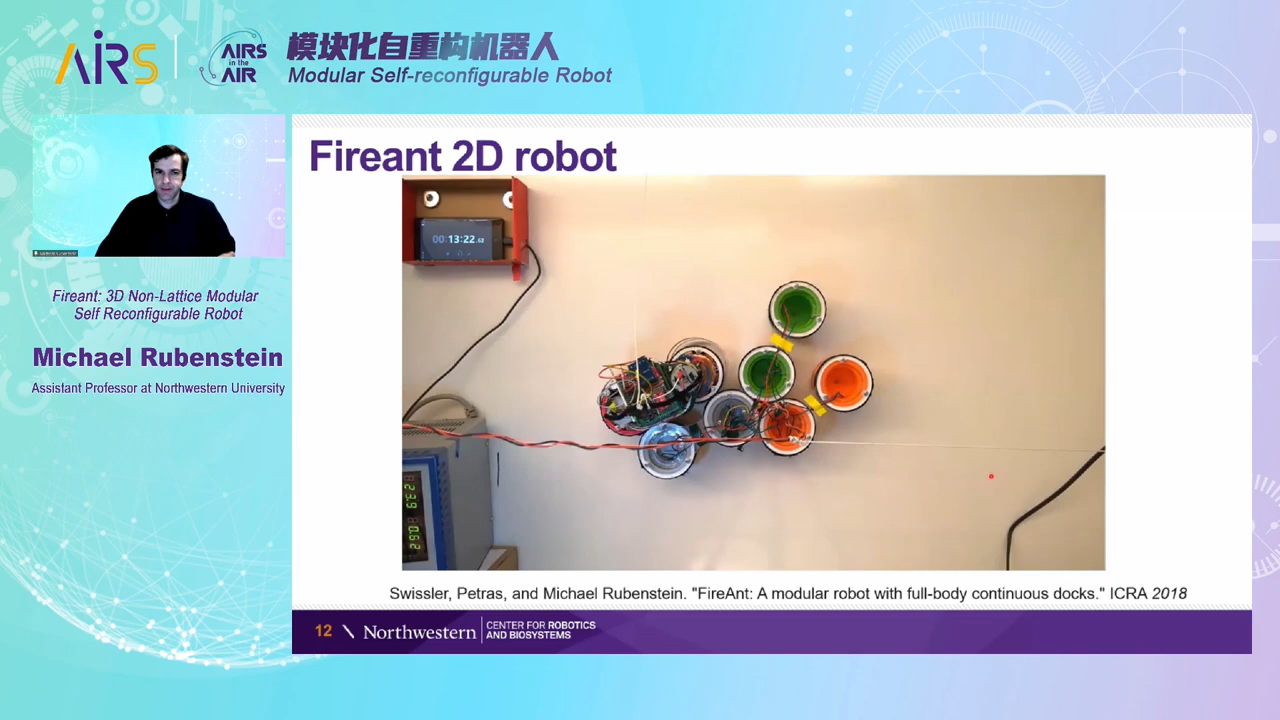 AIRS
AIRS
in the
AIR
模块化自重构机器人
Modular Self-reconfigurable Robot
Fireant: 3D Non-Lattice Modular
Self Reconfigurable Robot
Michael Rubenstein
Assistant Professor at Northwestern University
Fireant 2D robot
00:13:22.62
Swissler, Petras, and Michael Rubenstein. "FireAnt: A modular robot with full-body continuous docks." ICRA 2018
12
Northwestern
CENTER FOR ROBOTICS
AND BIOSYSTEMS